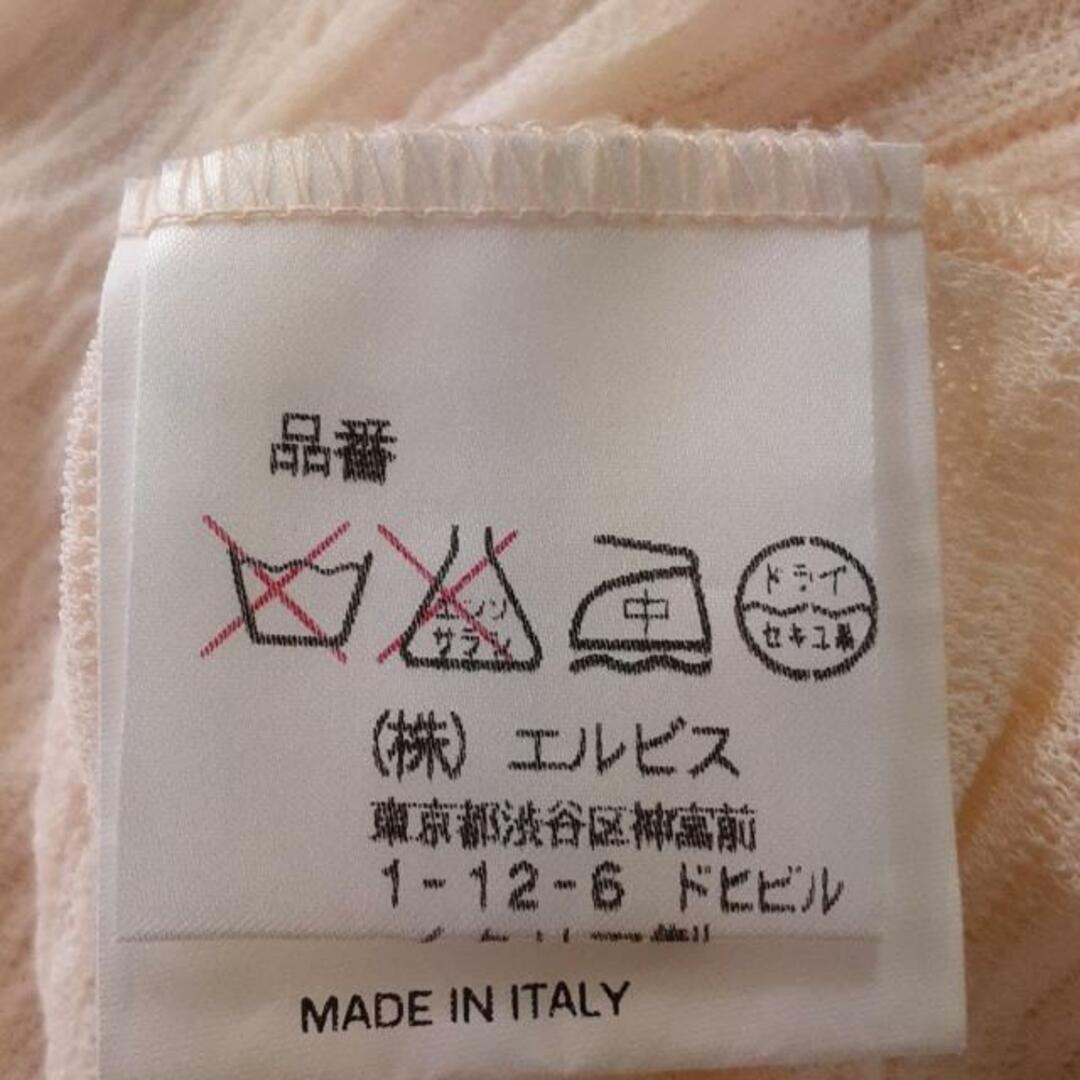 品番
エンソ
サラシ
中
ドライ
セキユ系
(株) エルビス
東京都渋谷区神宮前
1-12-6 ドヒビル
MADE IN ITALY